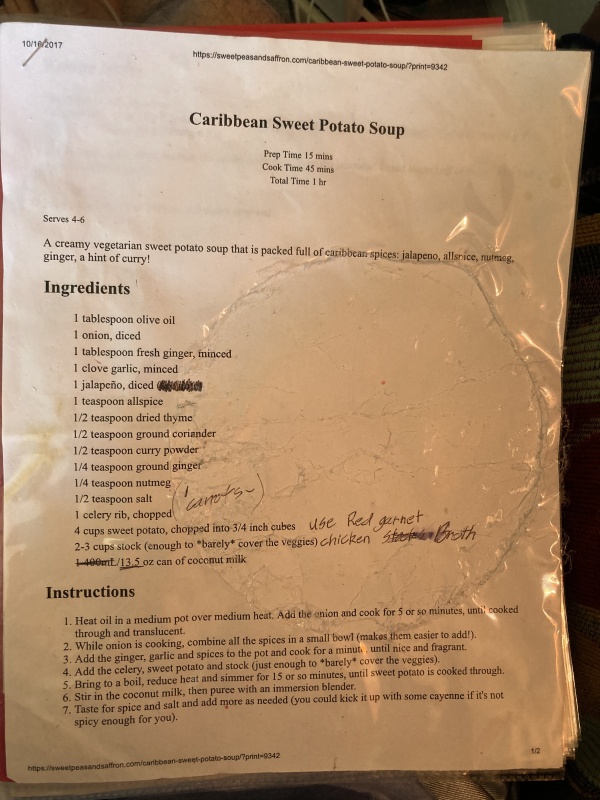 10/16/2017
https://sweetpeasandsaffron.com/caribbean-sweet-potato-soup/?print=9342
Caribbean Sweet Potato Soup
Prep Time 15 mins
Cook Time 45 mins
Total Time 1 hr
Serves 4-6
A creamy vegetarian sweet potato soup that is packed full of caribbean spices: jalapeno, allspice, nutmeg,
ginger, a hint of curry!
Ingredients
1 tablespoon olive oil
1 onion, diced
1 tablespoon fresh ginger, minced
1 clove garlic, minced
1 jalapeño, diced
1 teaspoon allspice
1/2 teaspoon dried thyme
1/2 teaspoon ground coriander
1/2 teaspoon curry powder
1/4 teaspoon ground ginger
1/4 teaspoon nutmeg
1/2 teaspoon salt
1 celery rib, chopped (carrots~)
4 cups sweet potato, chopped into 3/4 inch cubes use Red garnet
2-3 cups stock (enough to *barely* cover the veggies) chicken Broth
1 400mL/13.5 oz can of coconut milk
Instructions
1. Heat oil in a medium pot over medium heat. Add the onion and cook for 5 or so minutes, until cooked
through and translucent.
2. While onion is cooking, combine all the spices in a small bowl (makes them easier to add!).
3. Add the ginger, garlic and spices to the pot and cook for a minute until nice and fragrant.
4. Add the celery, sweet potato and stock (just enough to *barely* cover the veggies).
5. Bring to a boil, reduce heat and simmer for 15 or so minutes, until sweet potato is cooked through.
6. Stir in the coconut milk, then puree with an immersion blender.
7. Taste for spice and salt and add more as needed (you could kick it up with some cayenne if it's not
spicy enough for you).
https://sweetpeasandsaffron.com/caribbean-sweet-potato-soup/?print=9342
1/2